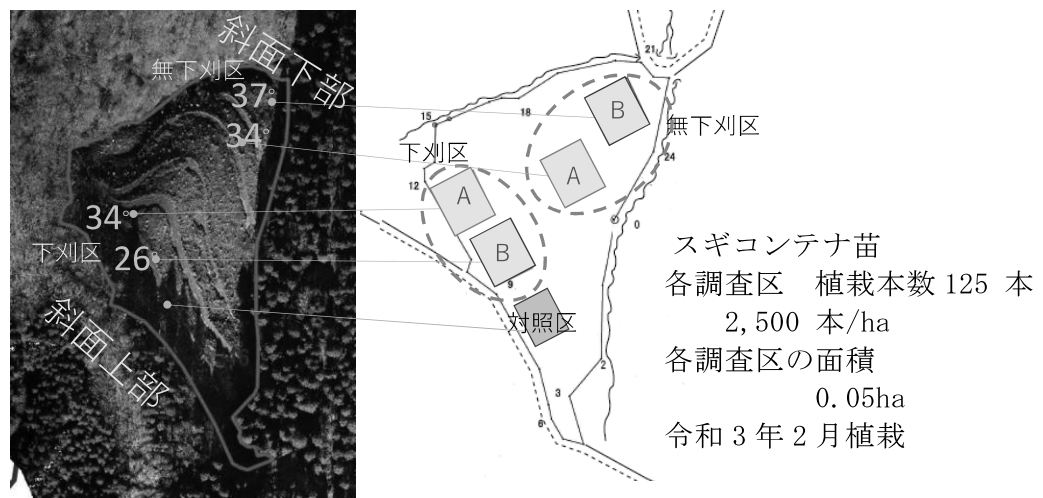 斜面下部
無下刈区
37°
34°
34°
下刈区
26°
斜面上部
21
15
18
B
無下刈区
下刈区
24
A
12
A
0
B
9
対照区
2
3
6
スギコンテナ苗
各調査区　植栽本数125 本
2,500 本/ha
各調査区の面積
0.05ha
令和３年２月植栽